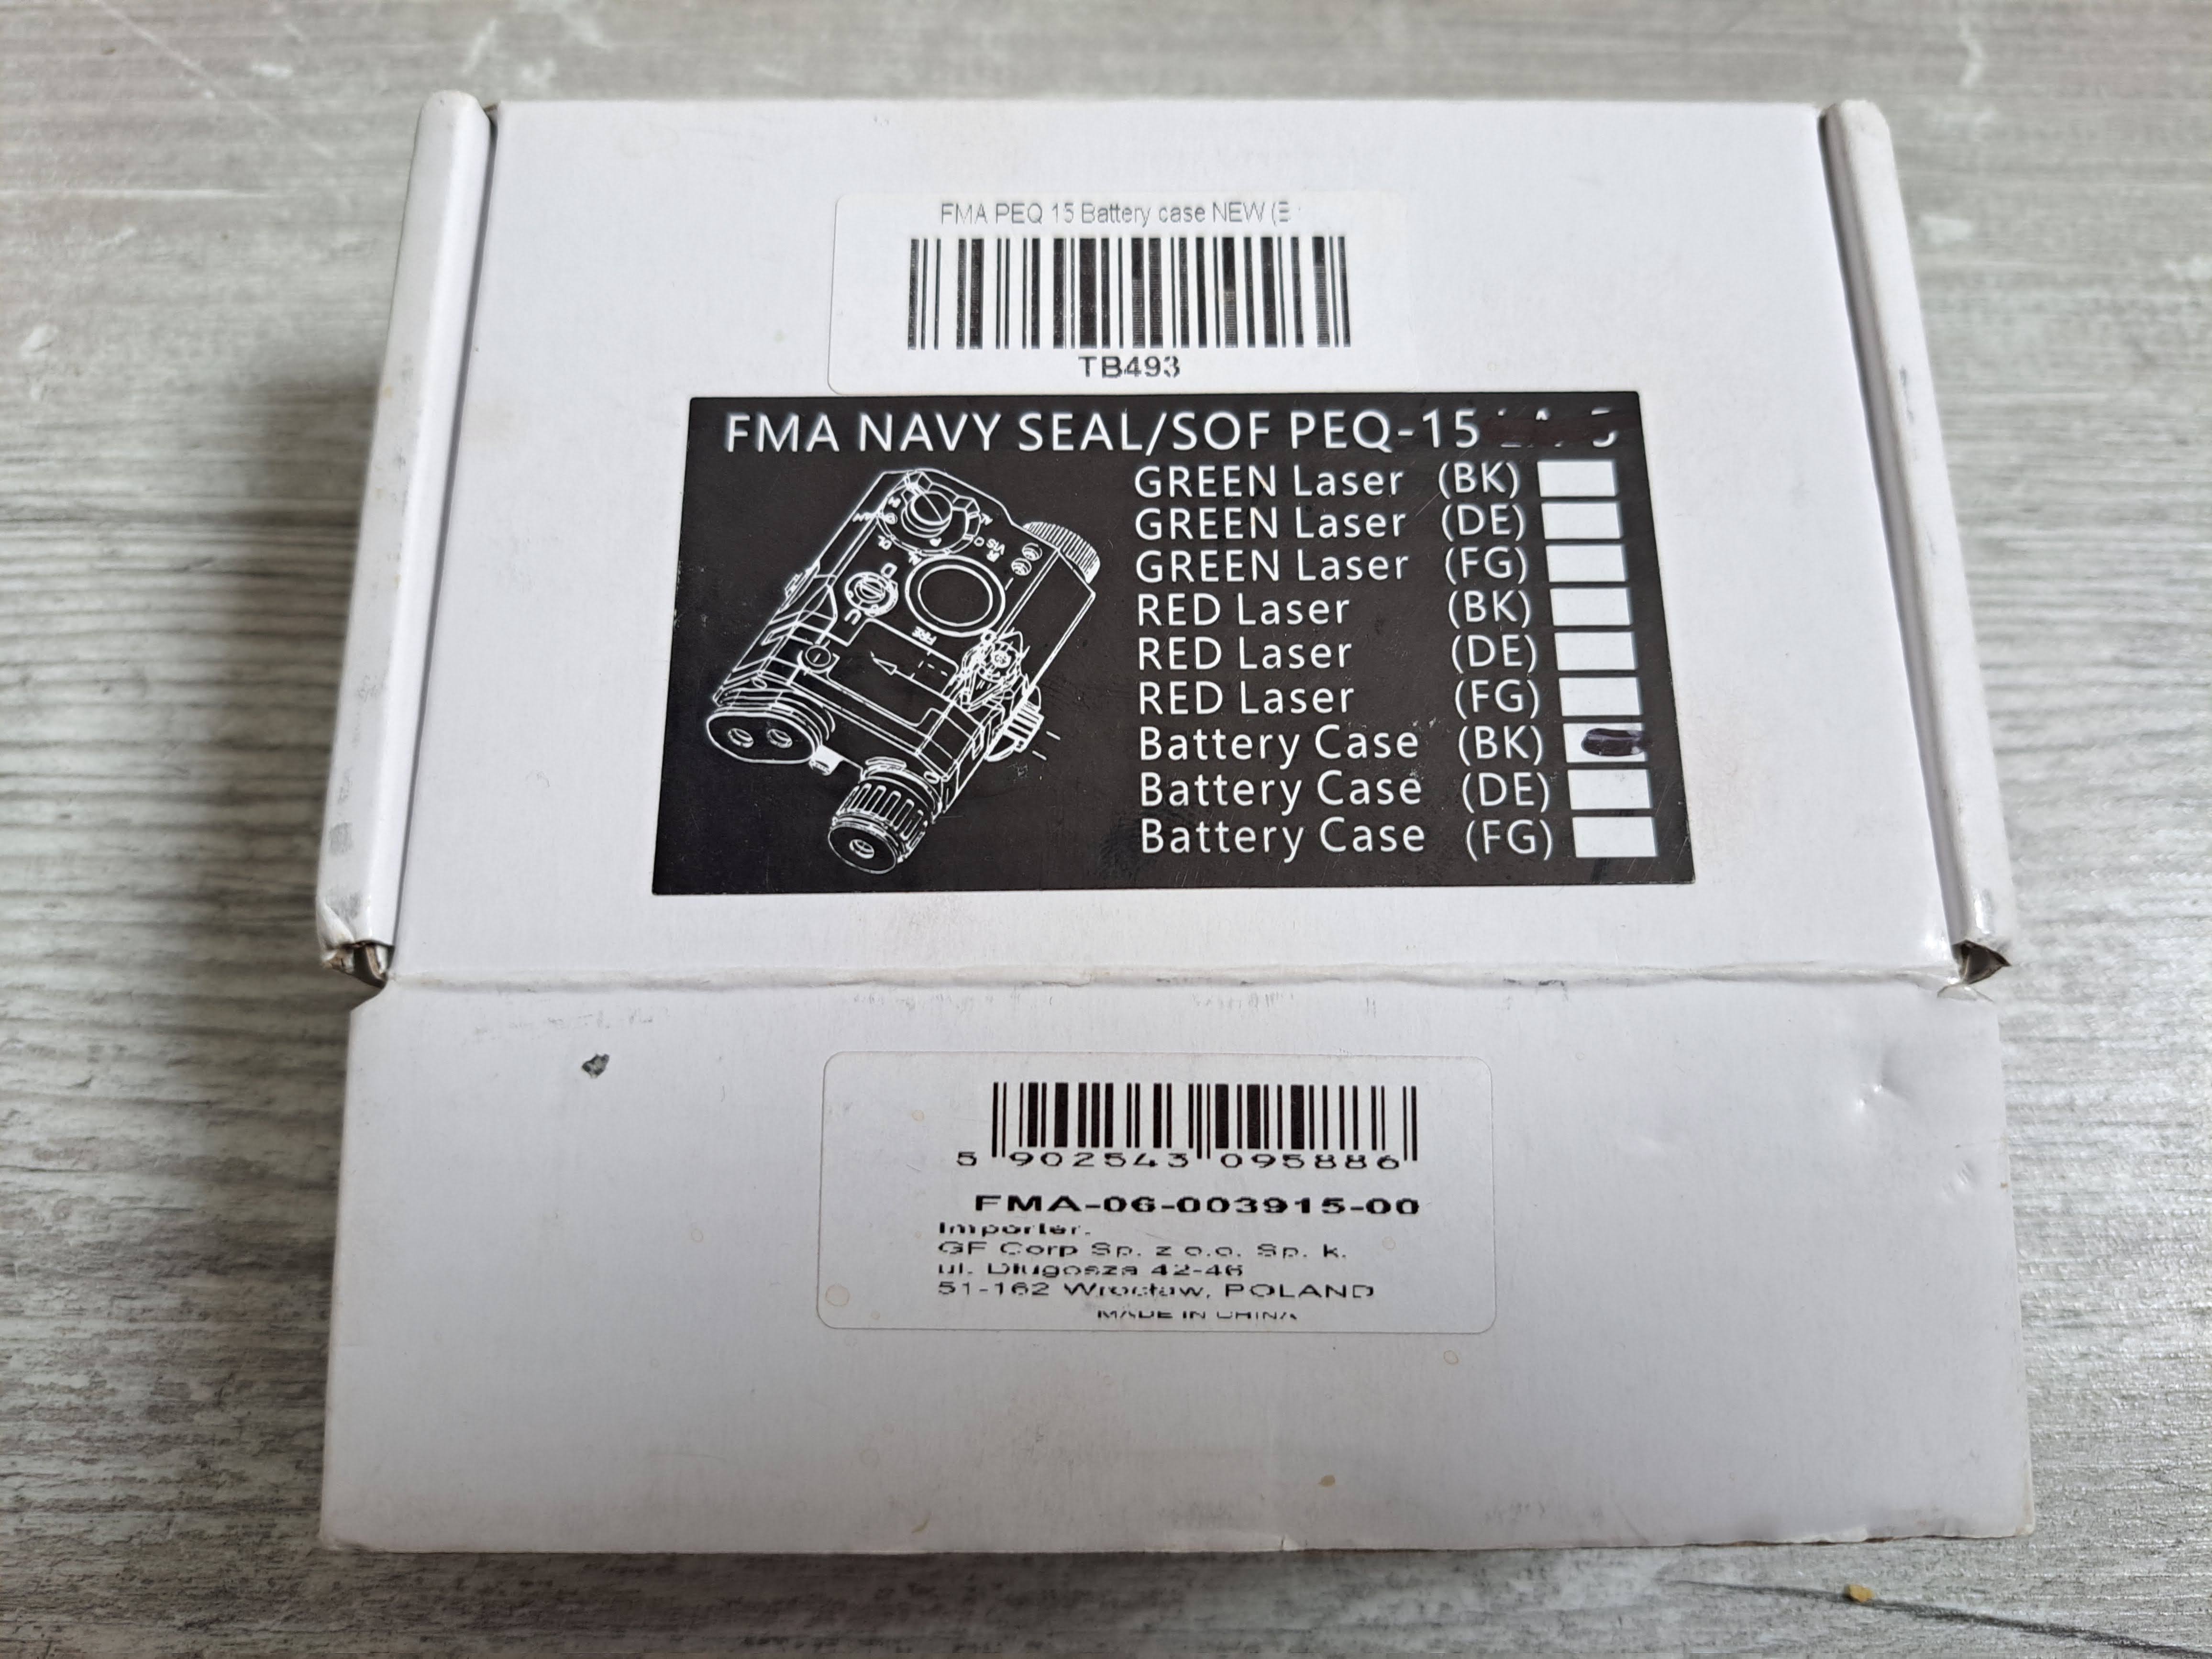 FMA PEQ 15 Battery case NEW
TB493
FMA NAVY SEAL/SOF PEQ-15
GREEN Laser (BK)
GREEN Laser (DE)
GREEN Laser (FG)
RED Laser (BK)
RED Laser (DE)
RED Laser (FG)
Battery Case (BK)
Battery Case (DE)
Battery Case (FG)
FIRE
VIS
5 902543 095886
FMA-06-003915-00
Importer.
GF Corp Sp. z o.o. Sp. k.
ul. Długosza 42-46
51-162 Wrocław, POLAND
MADE IN CHINA